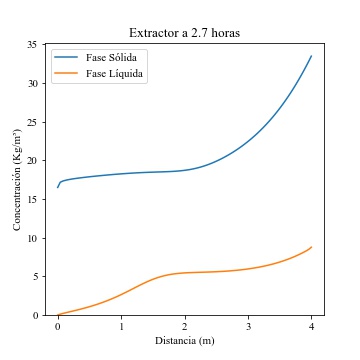 Extractor a 2.7 horas
Fase Sólida
Fase Líquida
Concentración (Kg/m³)
35
30
25
20
15
10
5
0
0 1 2 3 4
Distancia (m)